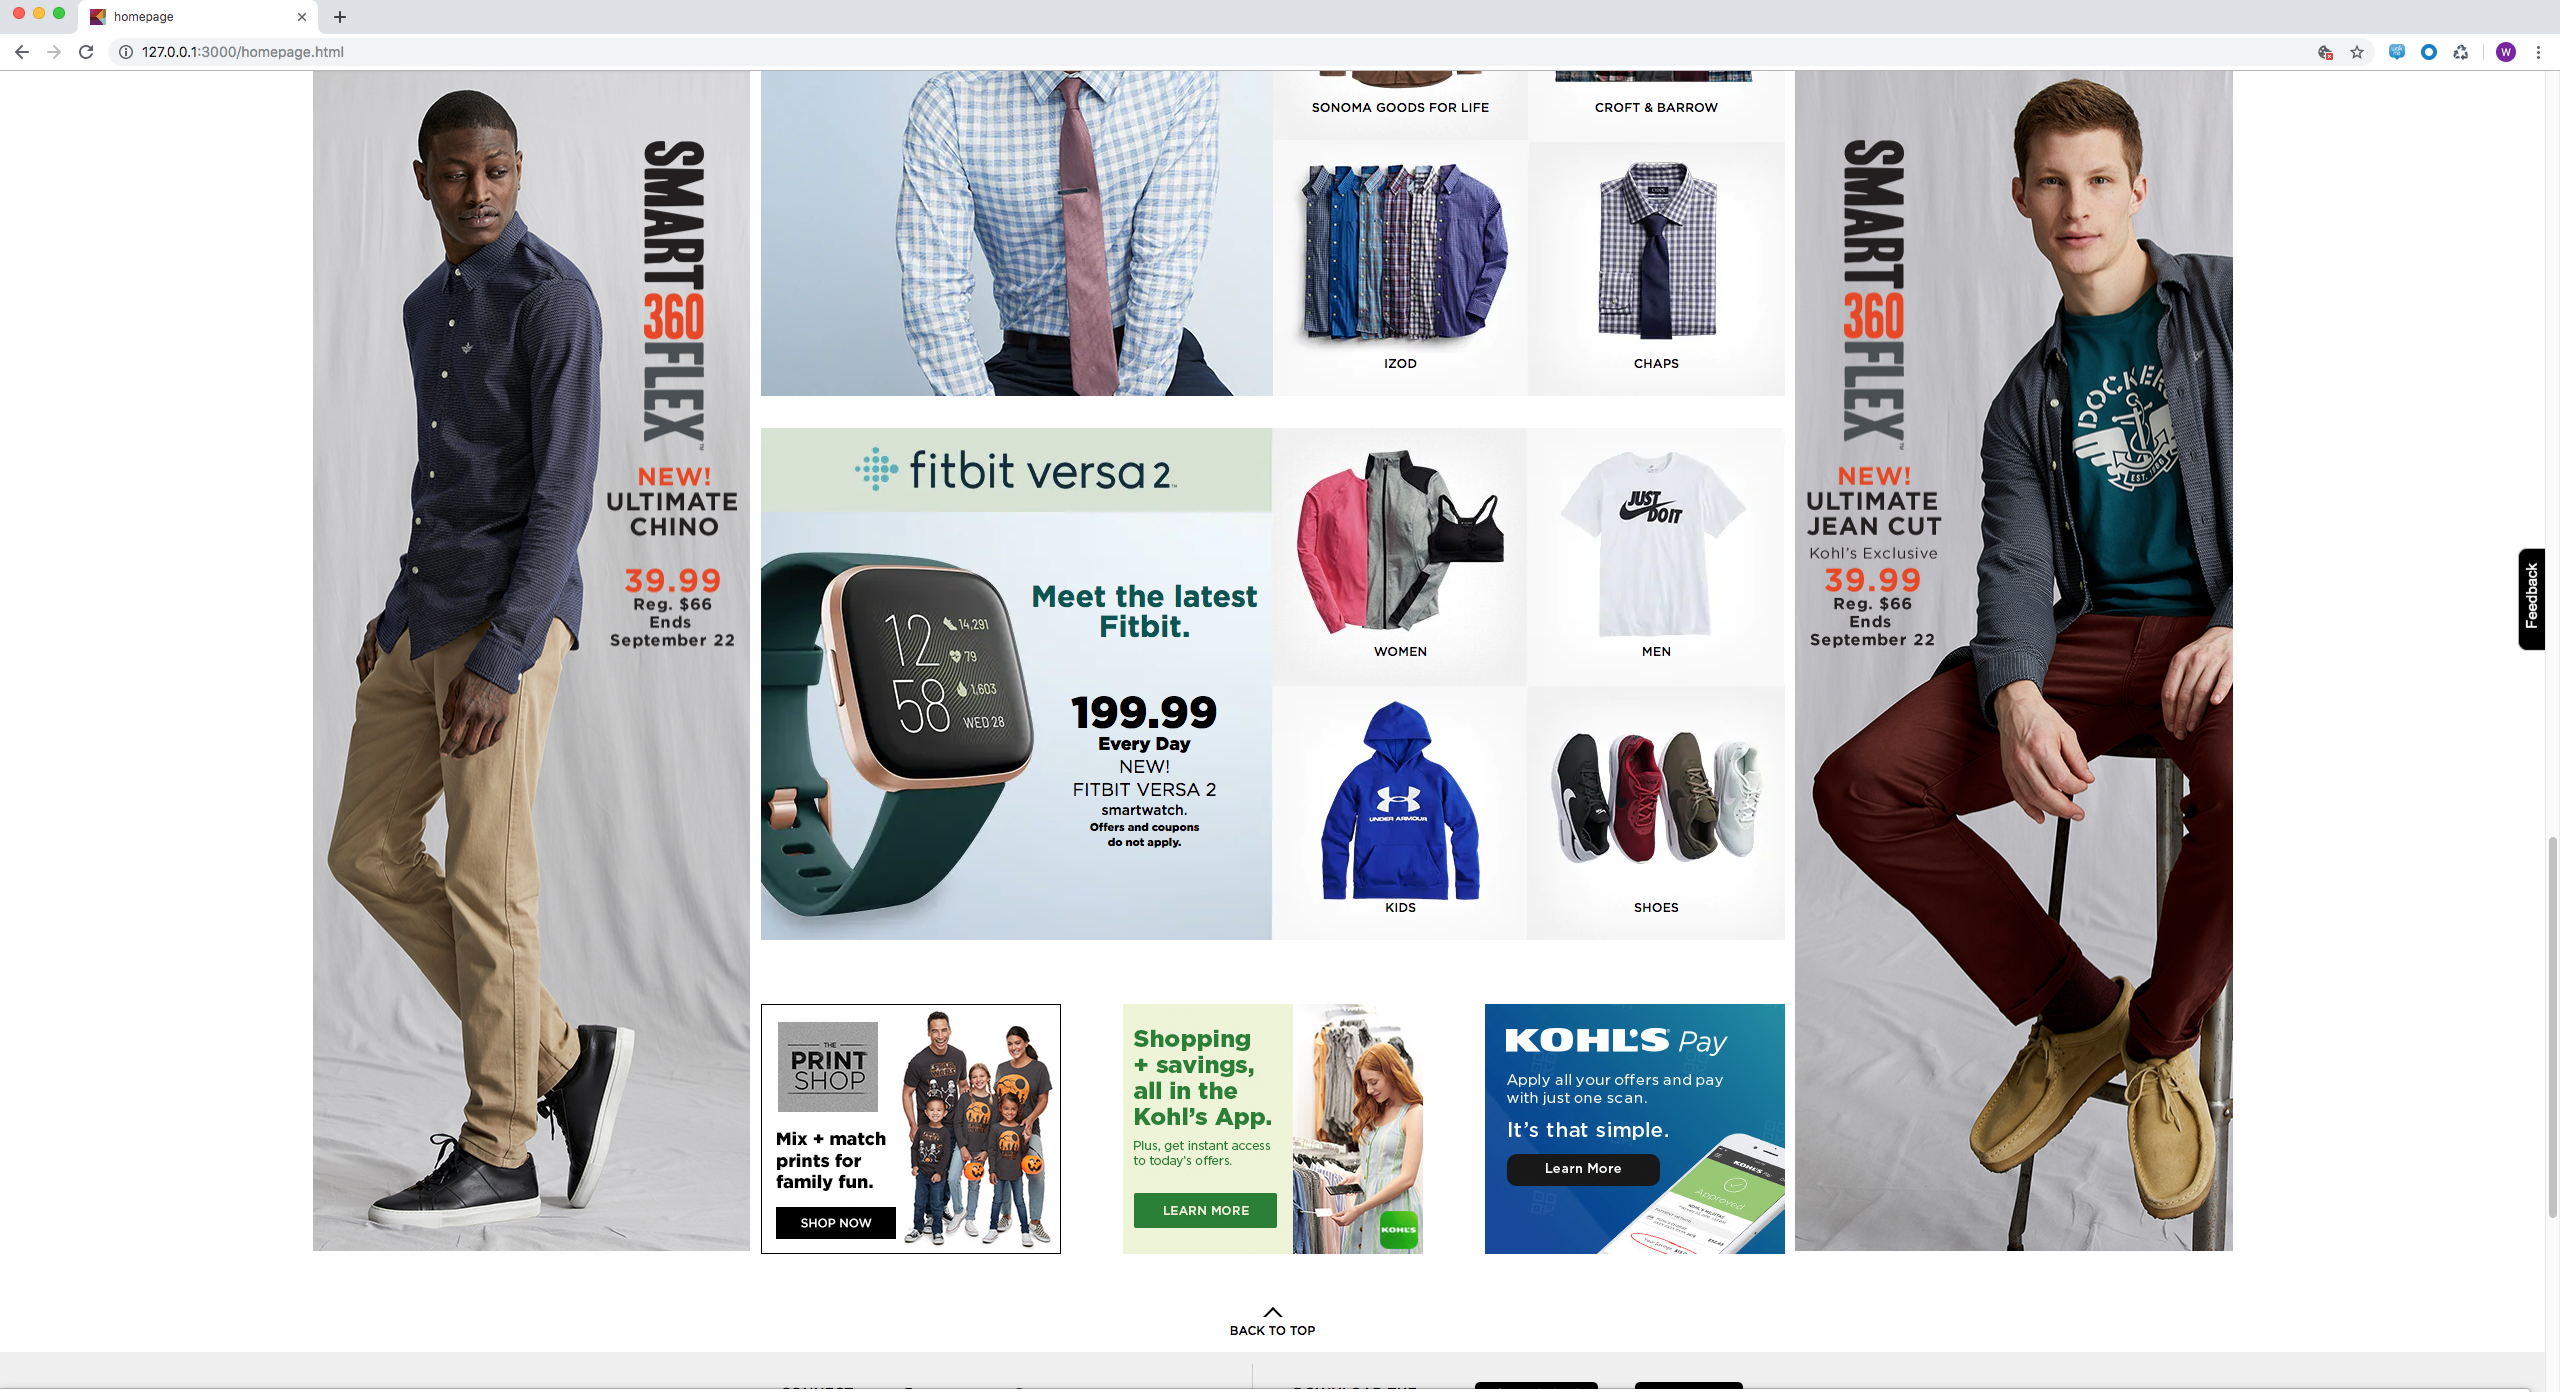 homepage
127.0.0.1:3000/homepage.html
W
SONOMA GOODS FOR LIFE
CROFT & BARROW
IZOD
CHAPS
SMART
360
FLEX™
NEW!
ULTIMATE
CHINO
39.99
Reg. $66
Ends
September 22
fitbit versa 2™
Meet the latest
Fitbit.
12
58
14,291
79
1,603
WED 28
199.99
Every Day
NEW!
FITBIT VERSA 2
smartwatch.
Offers and coupons
do not apply.
JUST
DO IT
WOMEN
MEN
UNDER ARMOUR
KIDS
SHOES
SMART
360
FLEX™
NEW!
ULTIMATE
JEAN CUT
Kohl's Exclusive
39.99
Reg. $66
Ends
September 22
DOCKERS
EST. 1986
Feedback
THE
PRINT
SHOP
Mix + match
prints for
family fun.
SHOP NOW
Shopping
+ savings,
all in the
Kohl's App.
Plus, get instant access
to today's offers.
LEARN MORE
KOHL'S
KOHL'S Pay
Apply all your offers and pay
with just one scan.
It's that simple.
Learn More
KOHL'S Pay
Approved
BACK TO TOP